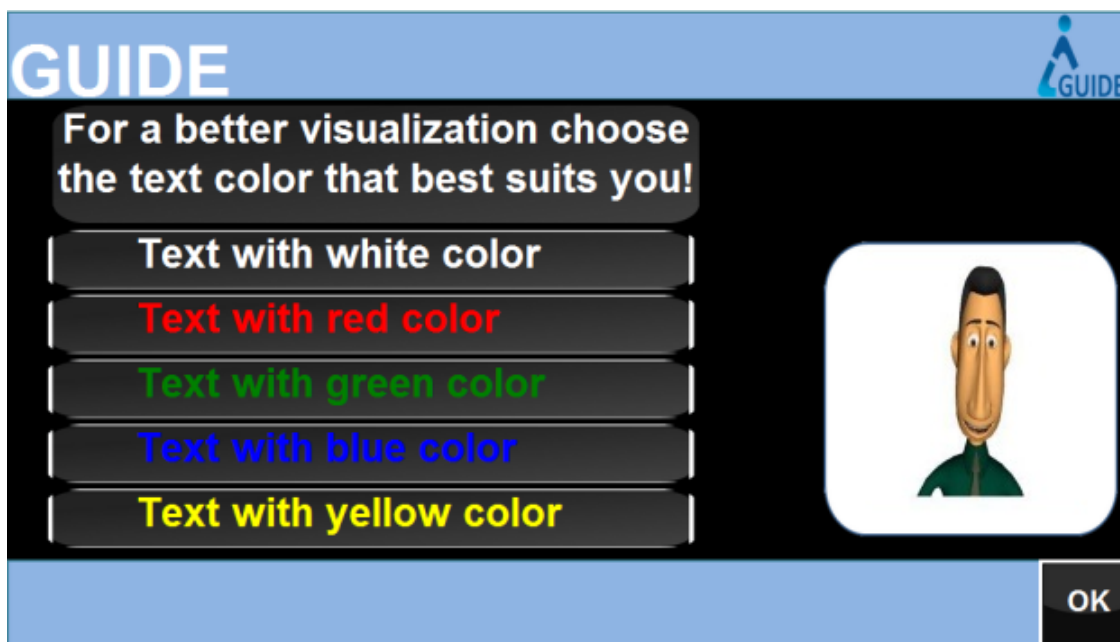 GUIDE
GUIDE
For a better visualization choose
the text color that best suits you!
Text with white color
Text with red color
Text with green color
Text with blue color
Text with yellow color
OK